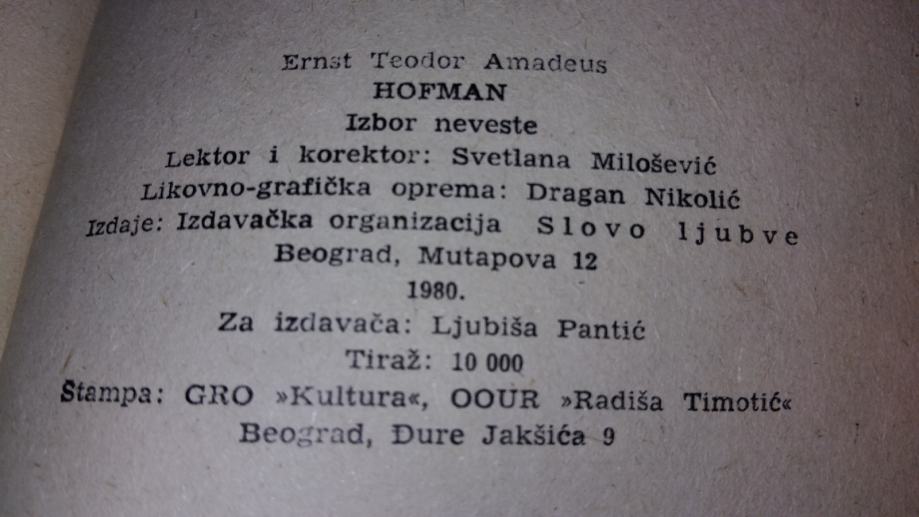 Ernst Teodor Amadeus
HOFMAN
Izbor neveste
Lektor i korektor: Svetlana Milošević
Likovno-grafička oprema: Dragan Nikolić
Izdaje: Izdavačka organizacija Slovo ljubve
Beograd, Mutapova 12
1980.
Za izdavača: Ljubiša Pantić
Tiraž: 10 000
Štampa: GRO »Kultura«, OOUR »Radiša Timotić«
Beograd, Đure Jakšića 9